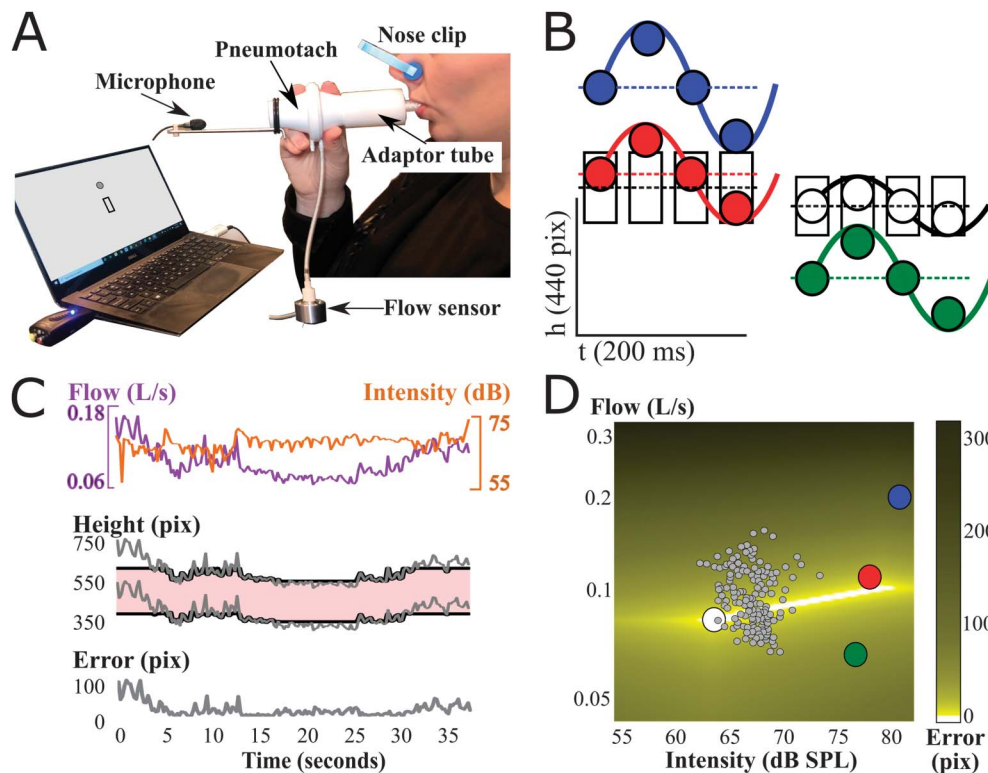 A
Nose clip
Pneumotach
Microphone
Adaptor tube
Flow sensor
B
h (440 pix)
t (200 ms)
C
Flow (L/s)
Intensity (dB)
0.18
75
0.06
55
Height (pix)
750
550
350
Error (pix)
100
0
0 5 10 15 20 25 30 35
Time (seconds)
D
Flow (L/s)
0.3
0.2
0.1
0.05
55 60 65 70 75 80
Intensity (dB SPL)
300
200
100
0
Error
(pix)